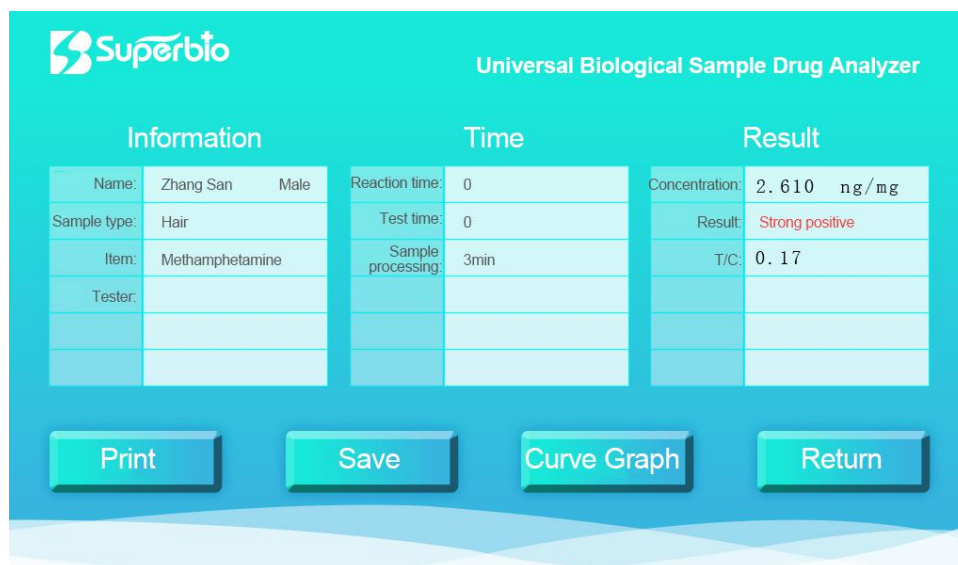 Superbio
Universal Biological Sample Drug Analyzer
Information
Name: Zhang San Male
Sample type: Hair
Item: Methamphetamine
Tester:
Time
Reaction time: 0
Test time: 0
Sample
processing: 3min
Result
Concentration: 2.610 ng/mg
Result: Strong positive
T/C: 0.17
Print
Save
Curve Graph
Return